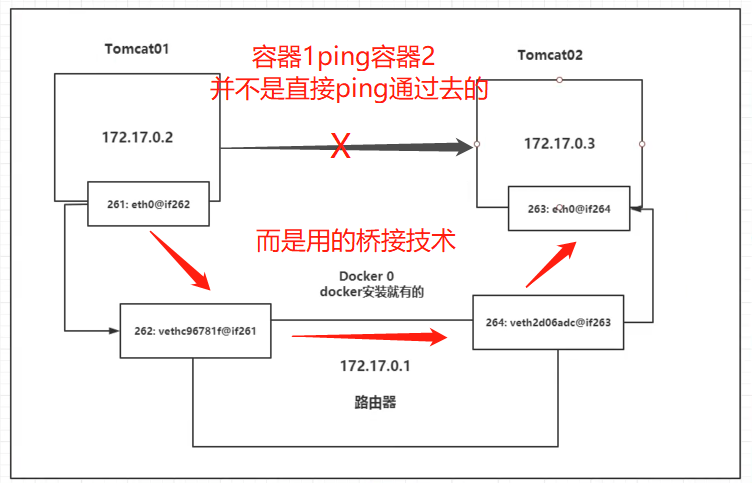 Tomcat01
容器1ping容器2
并不是直接ping通过去的
Tomcat02
172.17.0.2
X
172.17.0.3
261: eth0@if262
263: eth0@if264
而是用的桥接技术
Docker 0
docker安装就有的
262: vethc96781f@if261
264: veth2d06adc@if263
172.17.0.1
路由器